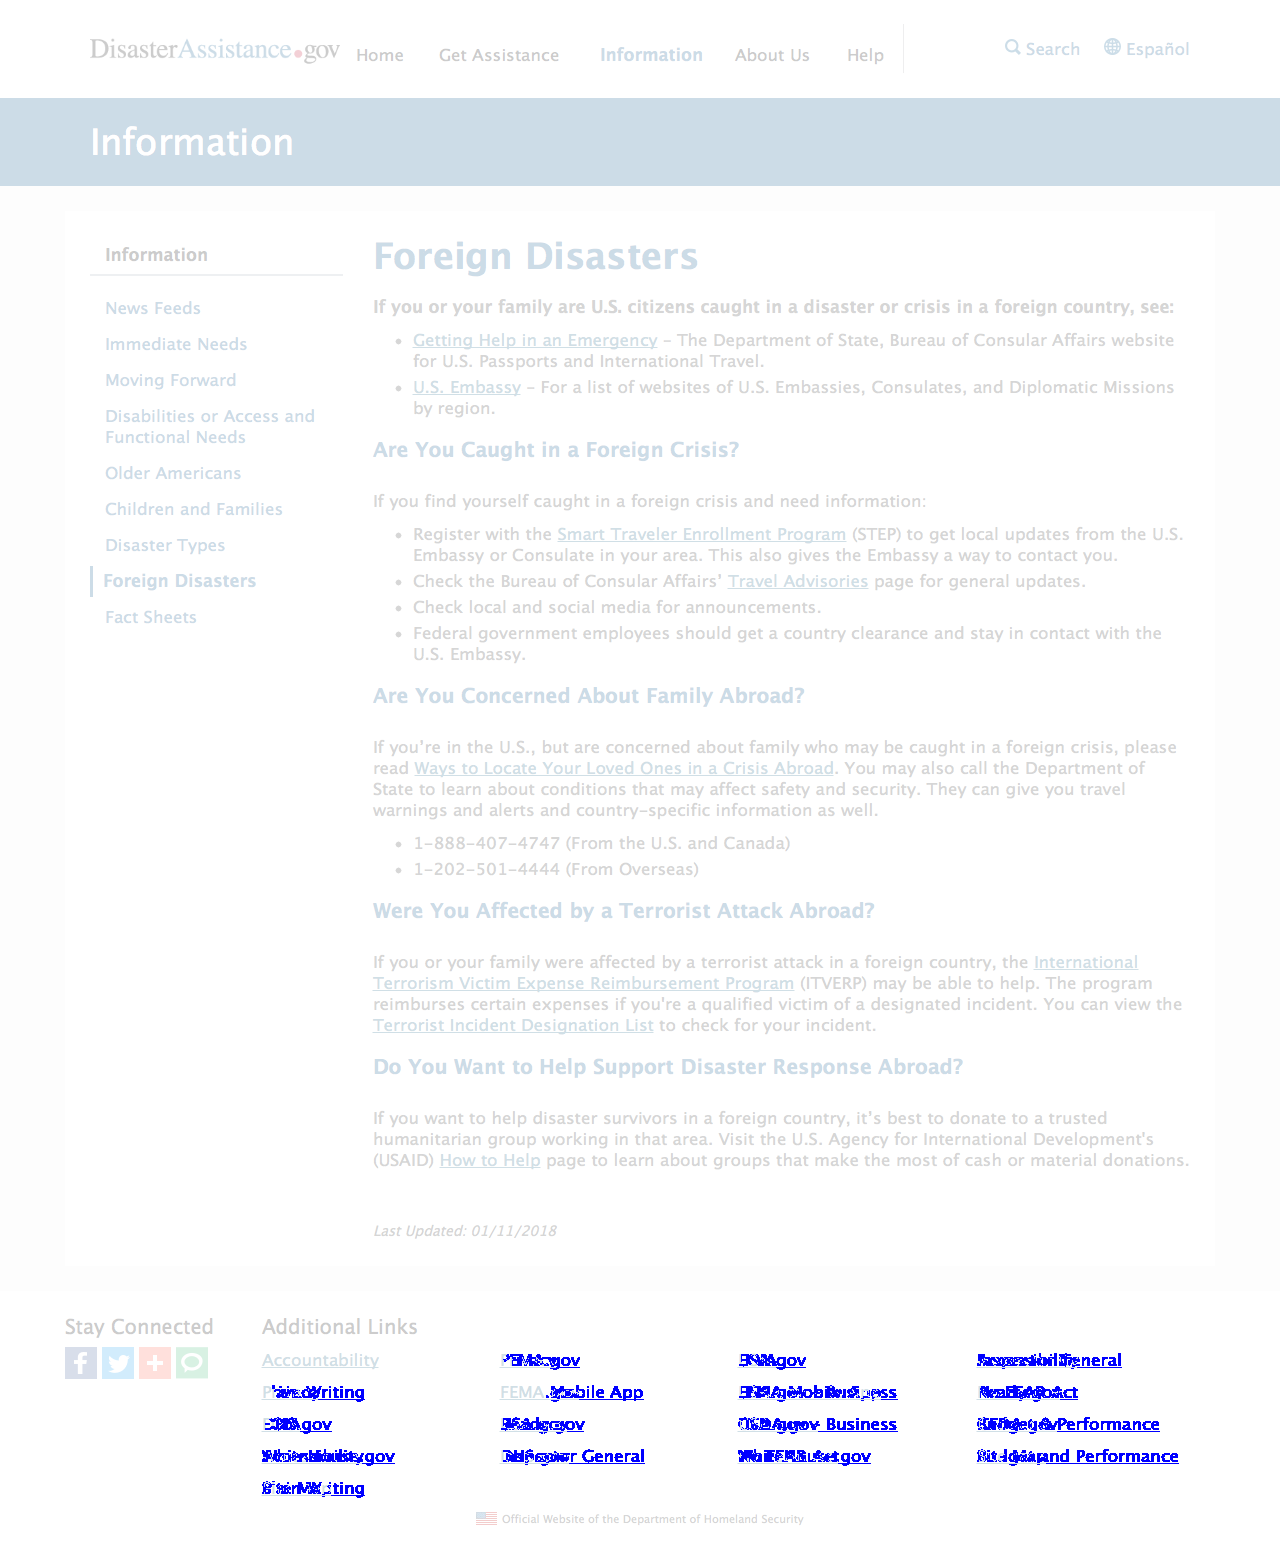 DisasterAssistance.gov Home Get Assistance Information About Us Help Search Español
Information
Information
News Feeds
Immediate Needs
Moving Forward
Disabilities or Access and
Functional Needs
Older Americans
Children and Families
Disaster Types
Foreign Disasters
Fact Sheets
Foreign Disasters
If you or your family are U.S. citizens caught in a disaster or crisis in a foreign country, see:
• Getting Help in an Emergency – The Department of State, Bureau of Consular Affairs website
for U.S. Passports and International Travel.
• U.S. Embassy – For a list of websites of U.S. Embassies, Consulates, and Diplomatic Missions
by region.
Are You Caught in a Foreign Crisis?
If you find yourself caught in a foreign crisis and need information:
• Register with the Smart Traveler Enrollment Program (STEP) to get local updates from the U.S.
Embassy or Consulate in your area. This also gives the Embassy a way to contact you.
• Check the Bureau of Consular Affairs’ Travel Advisories page for general updates.
• Check local and social media for announcements.
• Federal government employees should get a country clearance and stay in contact with the
U.S. Embassy.
Are You Concerned About Family Abroad?
If you’re in the U.S., but are concerned about family who may be caught in a foreign crisis, please
read Ways to Locate Your Loved Ones in a Crisis Abroad. You may also call the Department of
State to learn about conditions that may affect safety and security. They can give you travel
warnings and alerts and country-specific information as well.
• 1-888-407-4747 (From the U.S. and Canada)
• 1-202-501-4444 (From Overseas)
Were You Affected by a Terrorist Attack Abroad?
If you or your family were affected by a terrorist attack in a foreign country, the International
Terrorism Victim Expense Reimbursement Program (ITVERP) may be able to help. The program
reimburses certain expenses if you're a qualified victim of a designated incident. You can view the
Terrorist Incident Designation List to check for your incident.
Do You Want to Help Support Disaster Response Abroad?
If you want to help disaster survivors in a foreign country, it’s best to donate to a trusted
humanitarian group working in that area. Visit the U.S. Agency for International Development's
(USAID) How to Help page to learn about groups that make the most of cash or material donations.
Last Updated: 01/11/2018
Stay Connected
Additional Links
Accountability
Writing
FEMA Mobile App
Business
Act
Business
Performance
General
and Performance
Official Website of the Department of Homeland Security